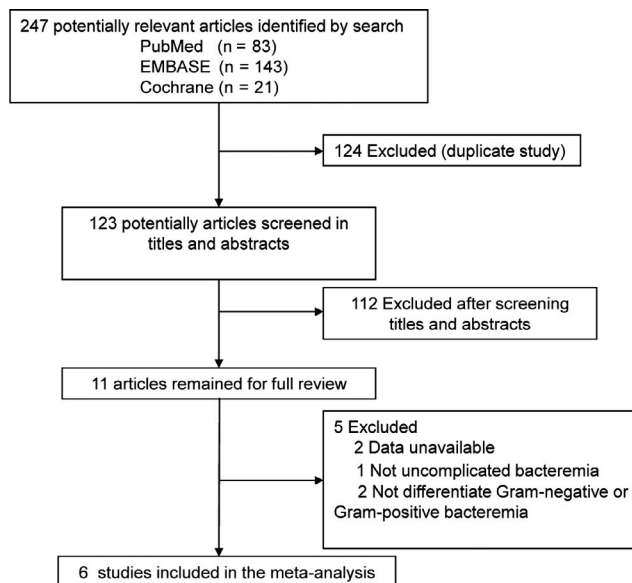 247 potentially relevant articles identified by search
PubMed (n = 83)
EMBASE (n = 143)
Cochrane (n = 21)
124 Excluded (duplicate study)
123 potentially articles screened in
titles and abstracts
112 Excluded after screening
titles and abstracts
11 articles remained for full review
5 Excluded
2 Data unavailable
1 Not uncomplicated bacteremia
2 Not differentiate Gram-negative or
Gram-positive bacteremia
6 studies included in the meta-analysis